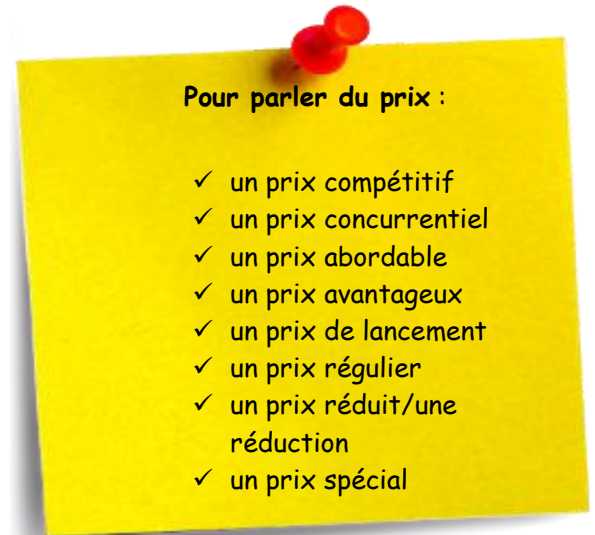 Pour parler du prix :
✓ un prix compétitif
✓ un prix concurrentiel
✓ un prix abordable
✓ un prix avantageux
✓ un prix de lancement
✓ un prix régulier
✓ un prix réduit/une
réduction
✓ un prix spécial